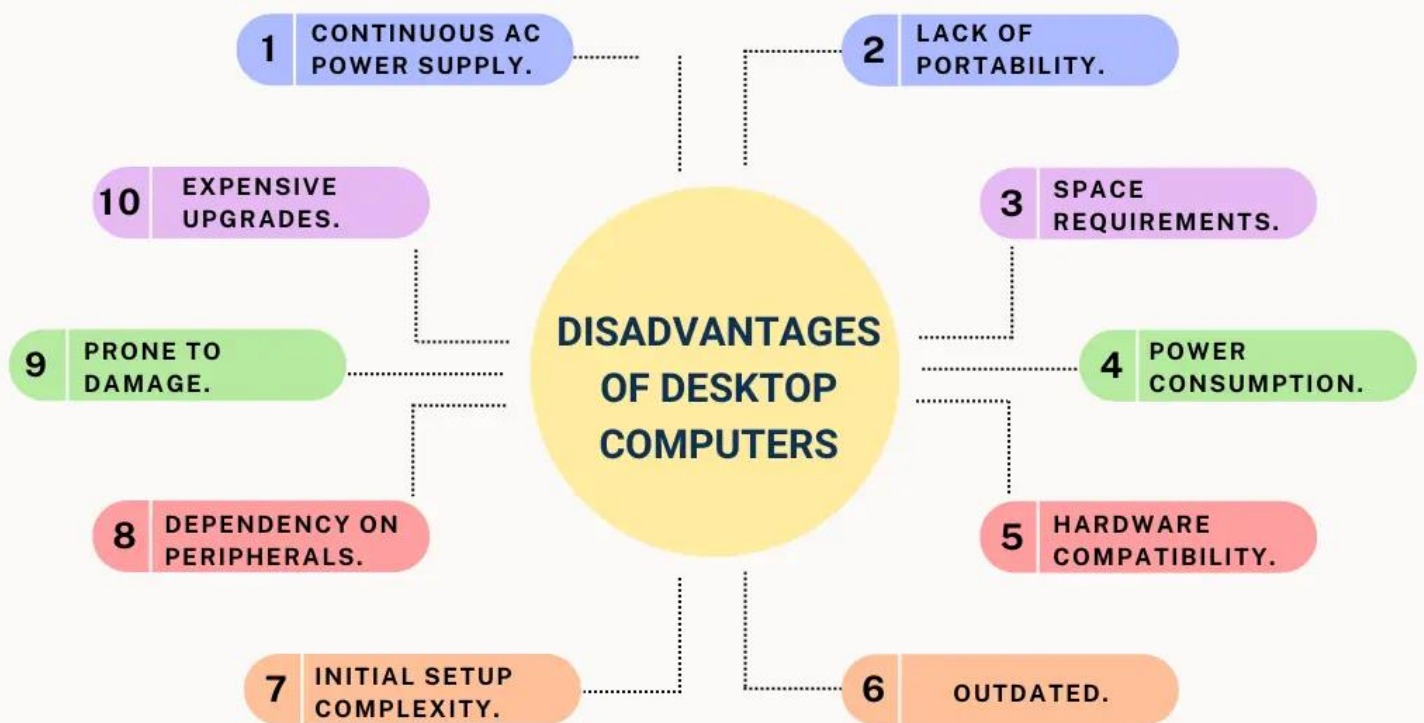 DISADVANTAGES
OF DESKTOP
COMPUTERS
1
CONTINUOUS AC
POWER SUPPLY.
2
LACK OF
PORTABILITY.
3
SPACE
REQUIREMENTS.
4
POWER
CONSUMPTION.
5
HARDWARE
COMPATIBILITY.
6
OUTDATED.
7
INITIAL SETUP
COMPLEXITY.
8
DEPENDENCY ON
PERIPHERALS.
9
PRONE TO
DAMAGE.
10
EXPENSIVE
UPGRADES.